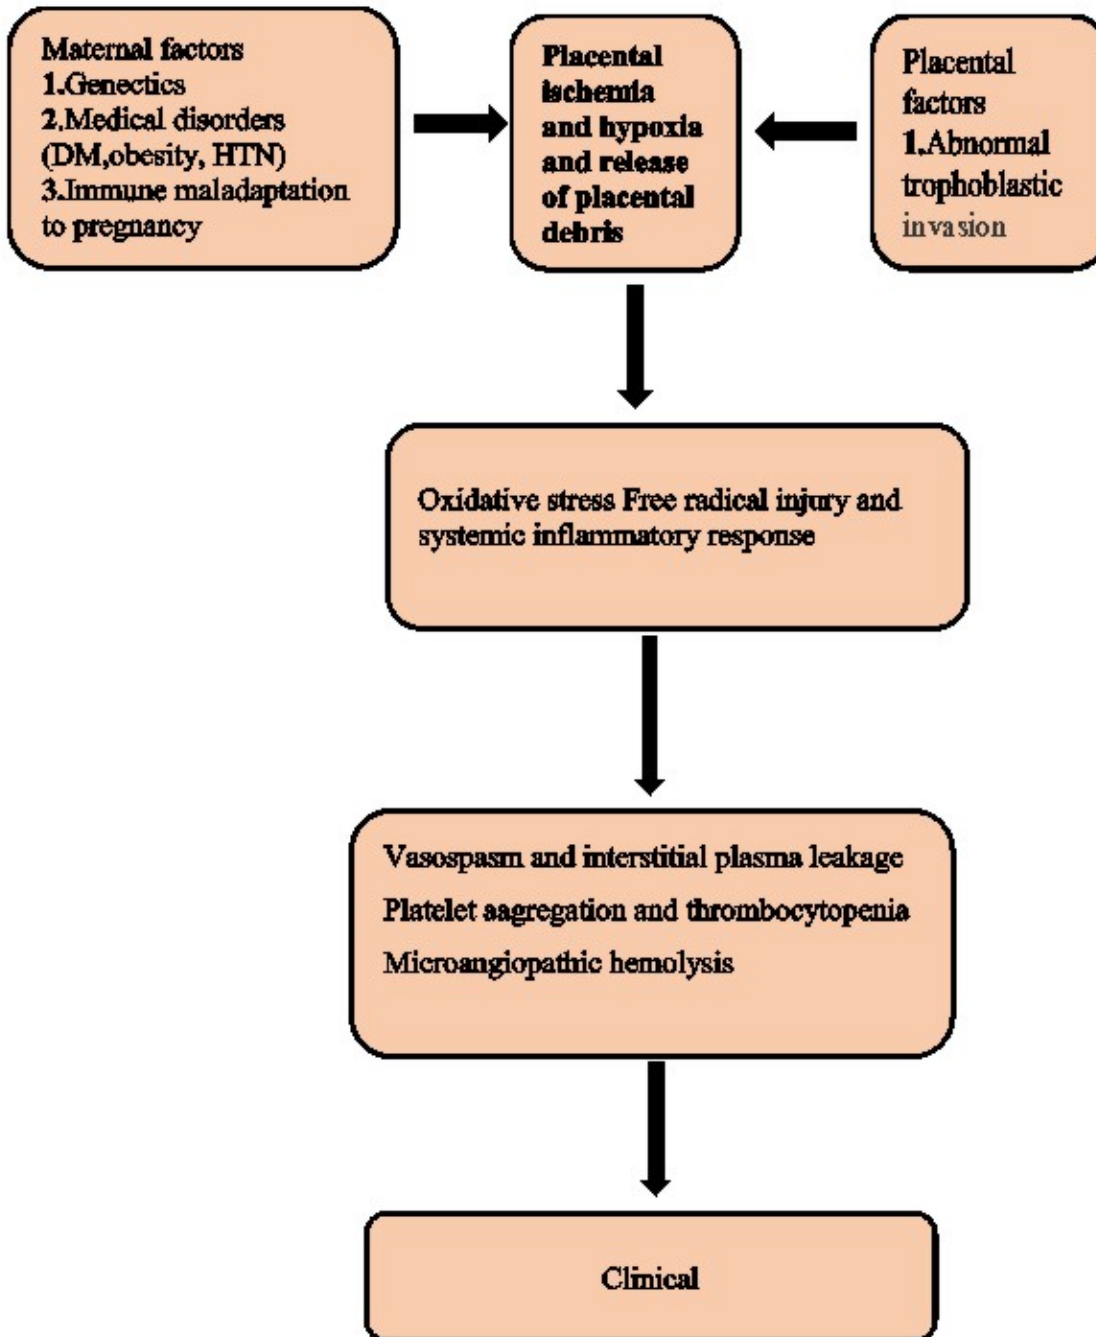 Maternal factors
1.Genectics
2.Medical disorders
(DM,obesity, HTN)
3.Immune maladaptation
to pregnancy
Placental
ischemia
and hypoxia
and release
of placental
debris
Placental
factors
1.Abnormal
trophoblastic
invasion
Oxidative stress Free radical injury and
systemic inflammatory response
Vasospasm and interstitial plasma leakage
Platelet aagregation and thrombocytopenia
Microangiopathic hemolysis
Clinical